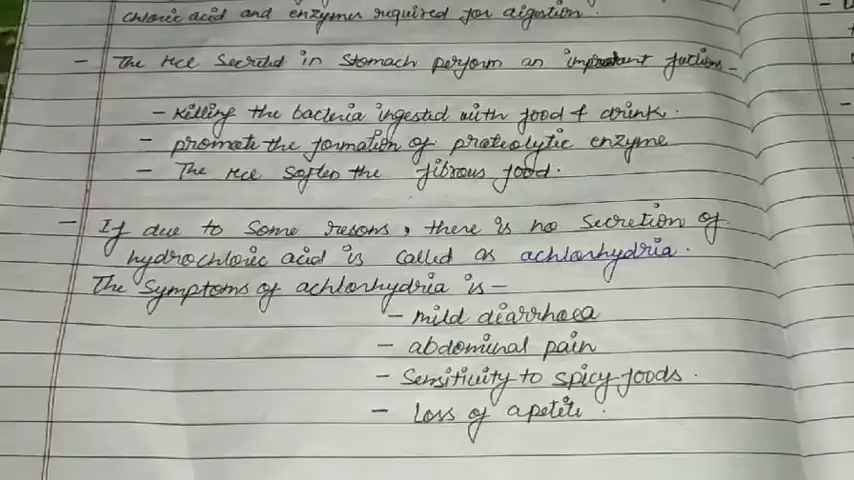 chloric acid and enzymes required for digestion.
- The HCL Secreted in Stomach perform an important fuctions -
- Killing the bacteria ingested with food & drink.
- promote the formation of proteolytic enzyme
- The HCL Soften the fibrous food.
- If due to Some resons, there is no Secretion of
hydrochloric acid is called as achlorhydria.
The Symptoms of achlorhydria is -
- mild diarrhoea
- abdominal pain
- Sensitivity to spicy foods.
- Loss of apetite.